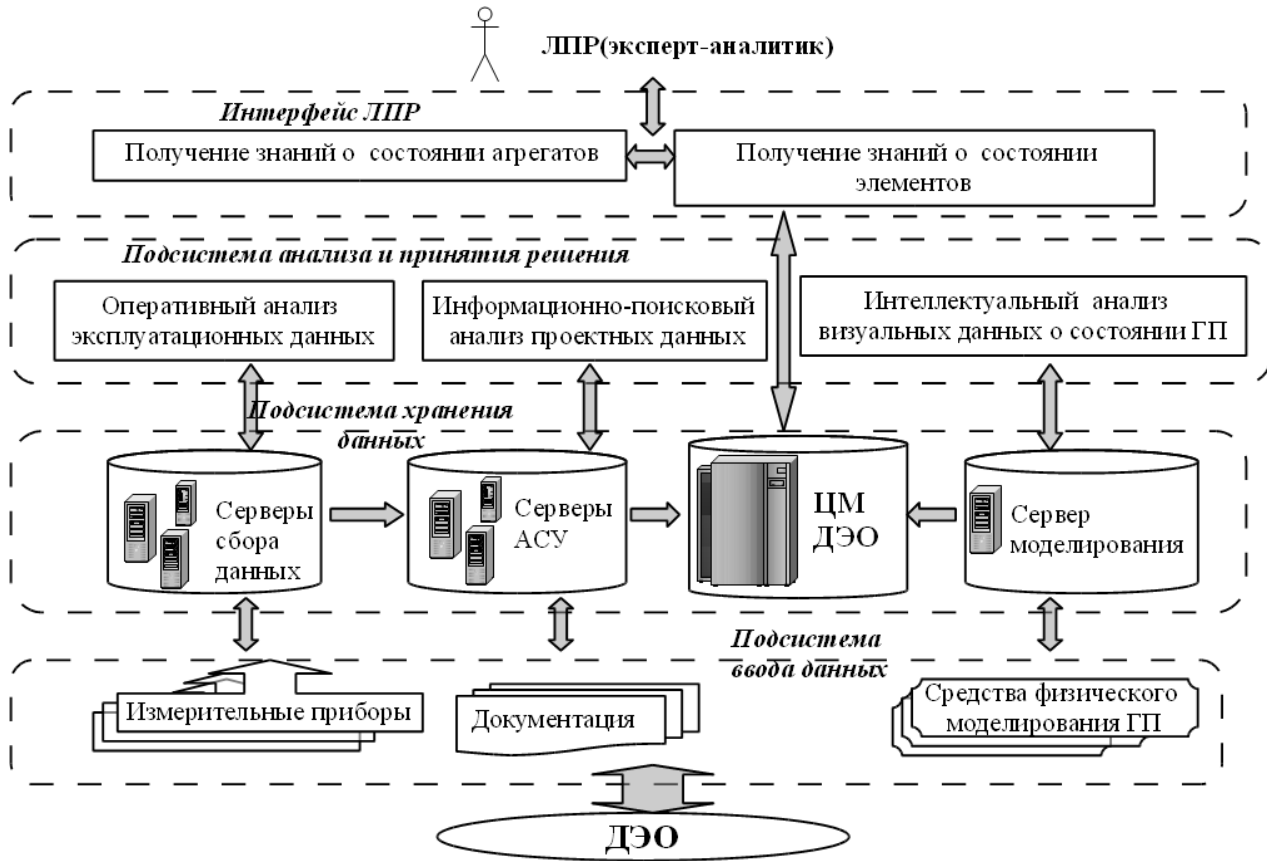 ЛПР(эксперт-аналитик)
Интерфейс ЛПР
Получение знаний о состоянии агрегатов
Получение знаний о состоянии
элементов
Подсистема анализа и принятия решения
Оперативный анализ
эксплуатационных данных
Информационно-поисковый
анализ проектных данных
Интеллектуальный анализ
визуальных данных о состоянии ГП
Подсистема хранения
данных
Серверы
сбора
данных
Серверы
АСУ
ЦМ
ДЭО
Сервер
моделирования
Подсистема
ввода данных
Измерительные приборы
Документация
Средства физического
моделирования ГП
ДЭО